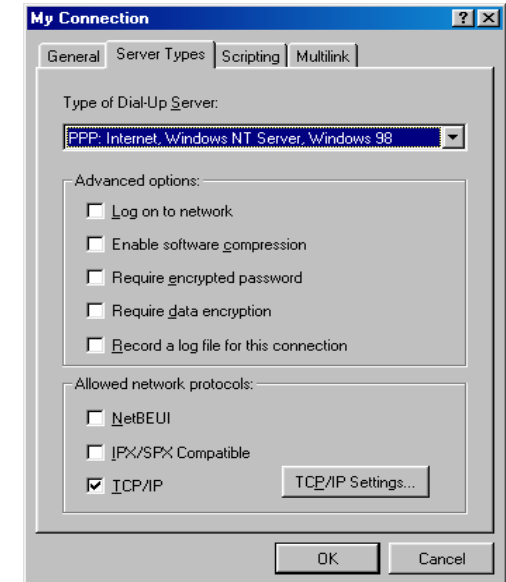 My Connection
General Server Types Scripting Multilink
Type of Dial-Up Server:
PPP: Internet, Windows NT Server, Windows 98
Advanced options:
Log on to network
Enable software compression
Require encrypted password
Require data encryption
Record a log file for this connection
Allowed network protocols:
NetBEUI
IPX/SPX Compatible
TCP/IP TCP/IP Settings...
OK Cancel